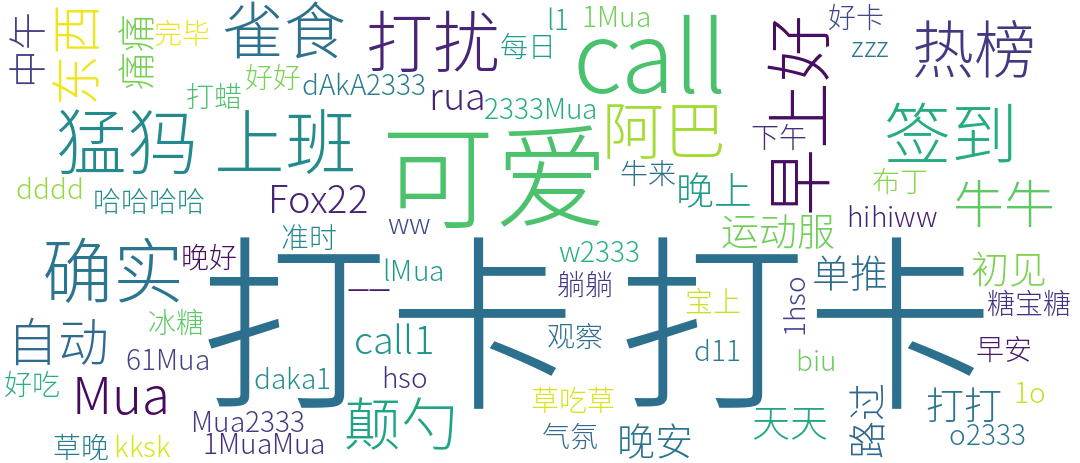 中午
东西
痛痛
完毕
雀食
打扰
l1
每日
1Mua
call
早上好
好卡
zzz
热榜
打蜡
好好
dAkA2333
rua
2333Mua
阿巴
下午
签到
猛犸
上班
可爱
牛来
晚上
布丁
牛牛
dddd
哈哈哈哈
Fox22
ww
准时
运动服
hihiww
确实
晚好
打卡
打卡
__
lMua
w2333
躺躺
宝上
1hso
单推
初见
糖宝糖
自动
冰糖
61Mua
call1
观察
d11
biu
早安
好吃
Mua
daka1
hso
草吃草
天天
路过
打打
1o
Mua2333
颠勺
气氛
晚安
o2333
草晚
kksk
1MuaMua